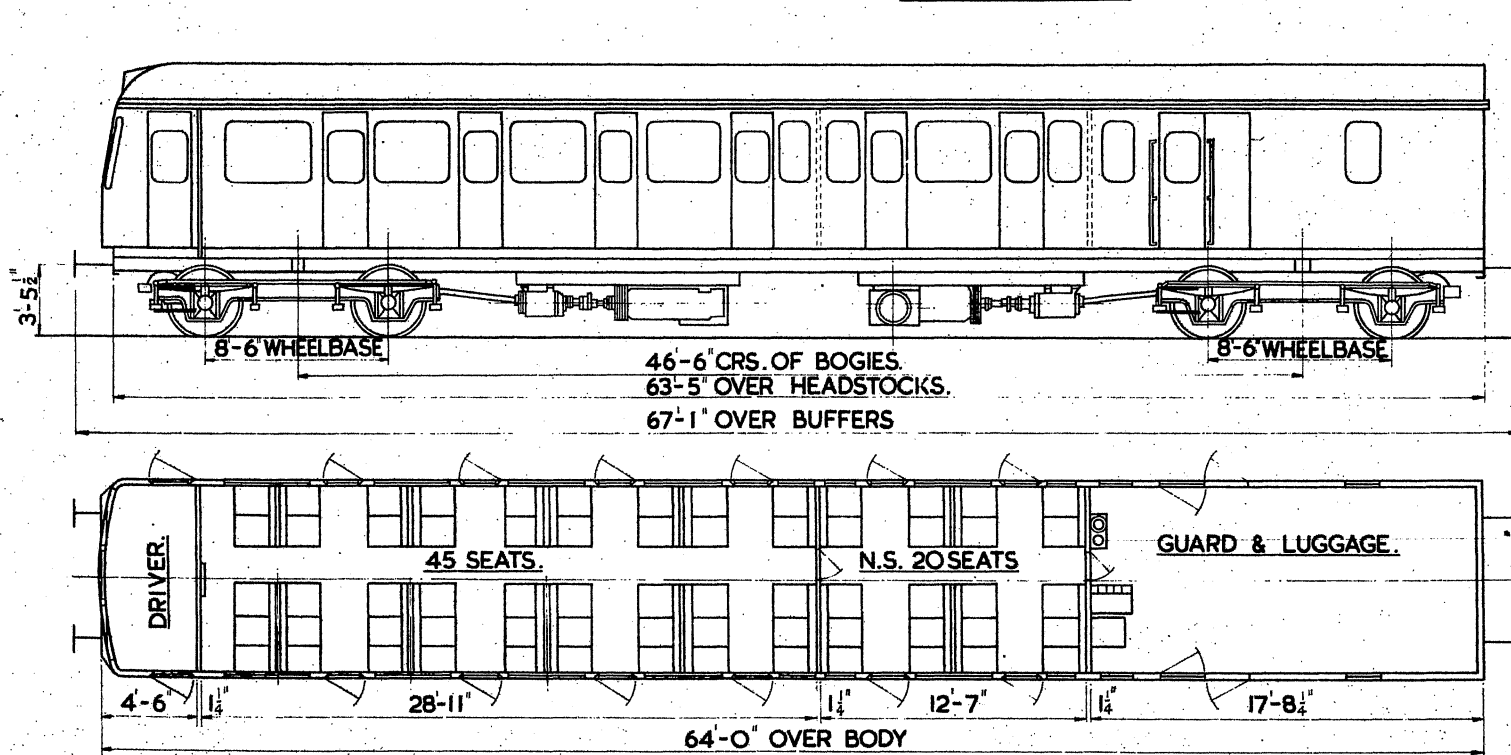 3'-5½"
8'-6" WHEELBASE
8'-6" WHEELBASE
46'-6" CRS. OF BOGIES.
63'-5" OVER HEADSTOCKS.
67'-1" OVER BUFFERS
DRIVER.
45 SEATS.
N.S. 20 SEATS
GUARD & LUGGAGE.
4'-6"
1¼"
28'-11"
1¼"
12'-7"
1¼"
17'-8¼"
64'-0" OVER BODY